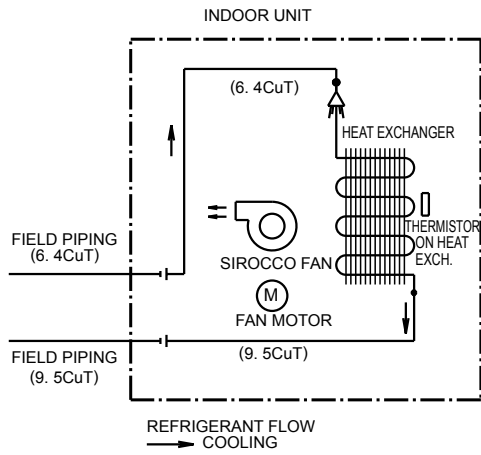 INDOOR UNIT
(6. 4CuT)
HEAT EXCHANGER
THERMISTOR
ON HEAT
EXCH.
FIELD PIPING
(6. 4CuT)
SIROCCO FAN
M
FAN MOTOR
(9. 5CuT)
FIELD PIPING
(9. 5CuT)
REFRIGERANT FLOW
COOLING